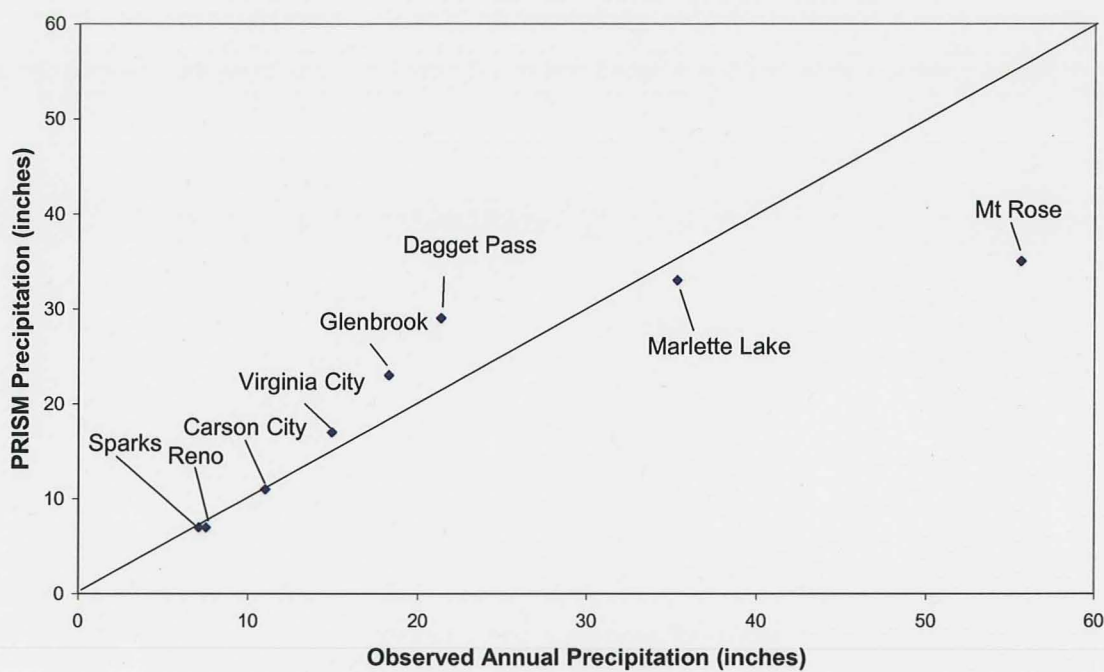 60
50
40
30
20
10
0
PRISM Precipitation (inches)
Mt Rose
Dagget Pass
Glenbrook
Marlette Lake
Virginia City
Carson City
Sparks
Reno
0
10
20
30
40
50
60
Observed Annual Precipitation (inches)